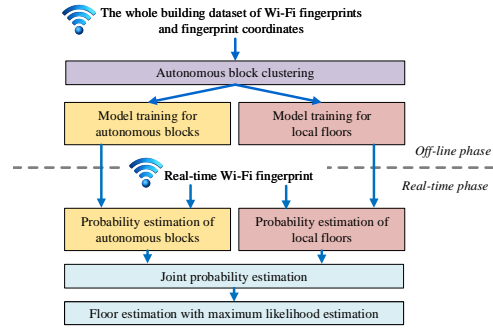 The whole building dataset of Wi-Fi fingerprints
and fingerprint coordinates
Autonomous block clustering
Model training for
autonomous blocks
Model training for
local floors
Off-line phase
Real-time Wi-Fi fingerprint
Real-time phase
Probability estimation of
autonomous blocks
Probability estimation of
local floors
Joint probability estimation
Floor estimation with maximum likelihood estimation